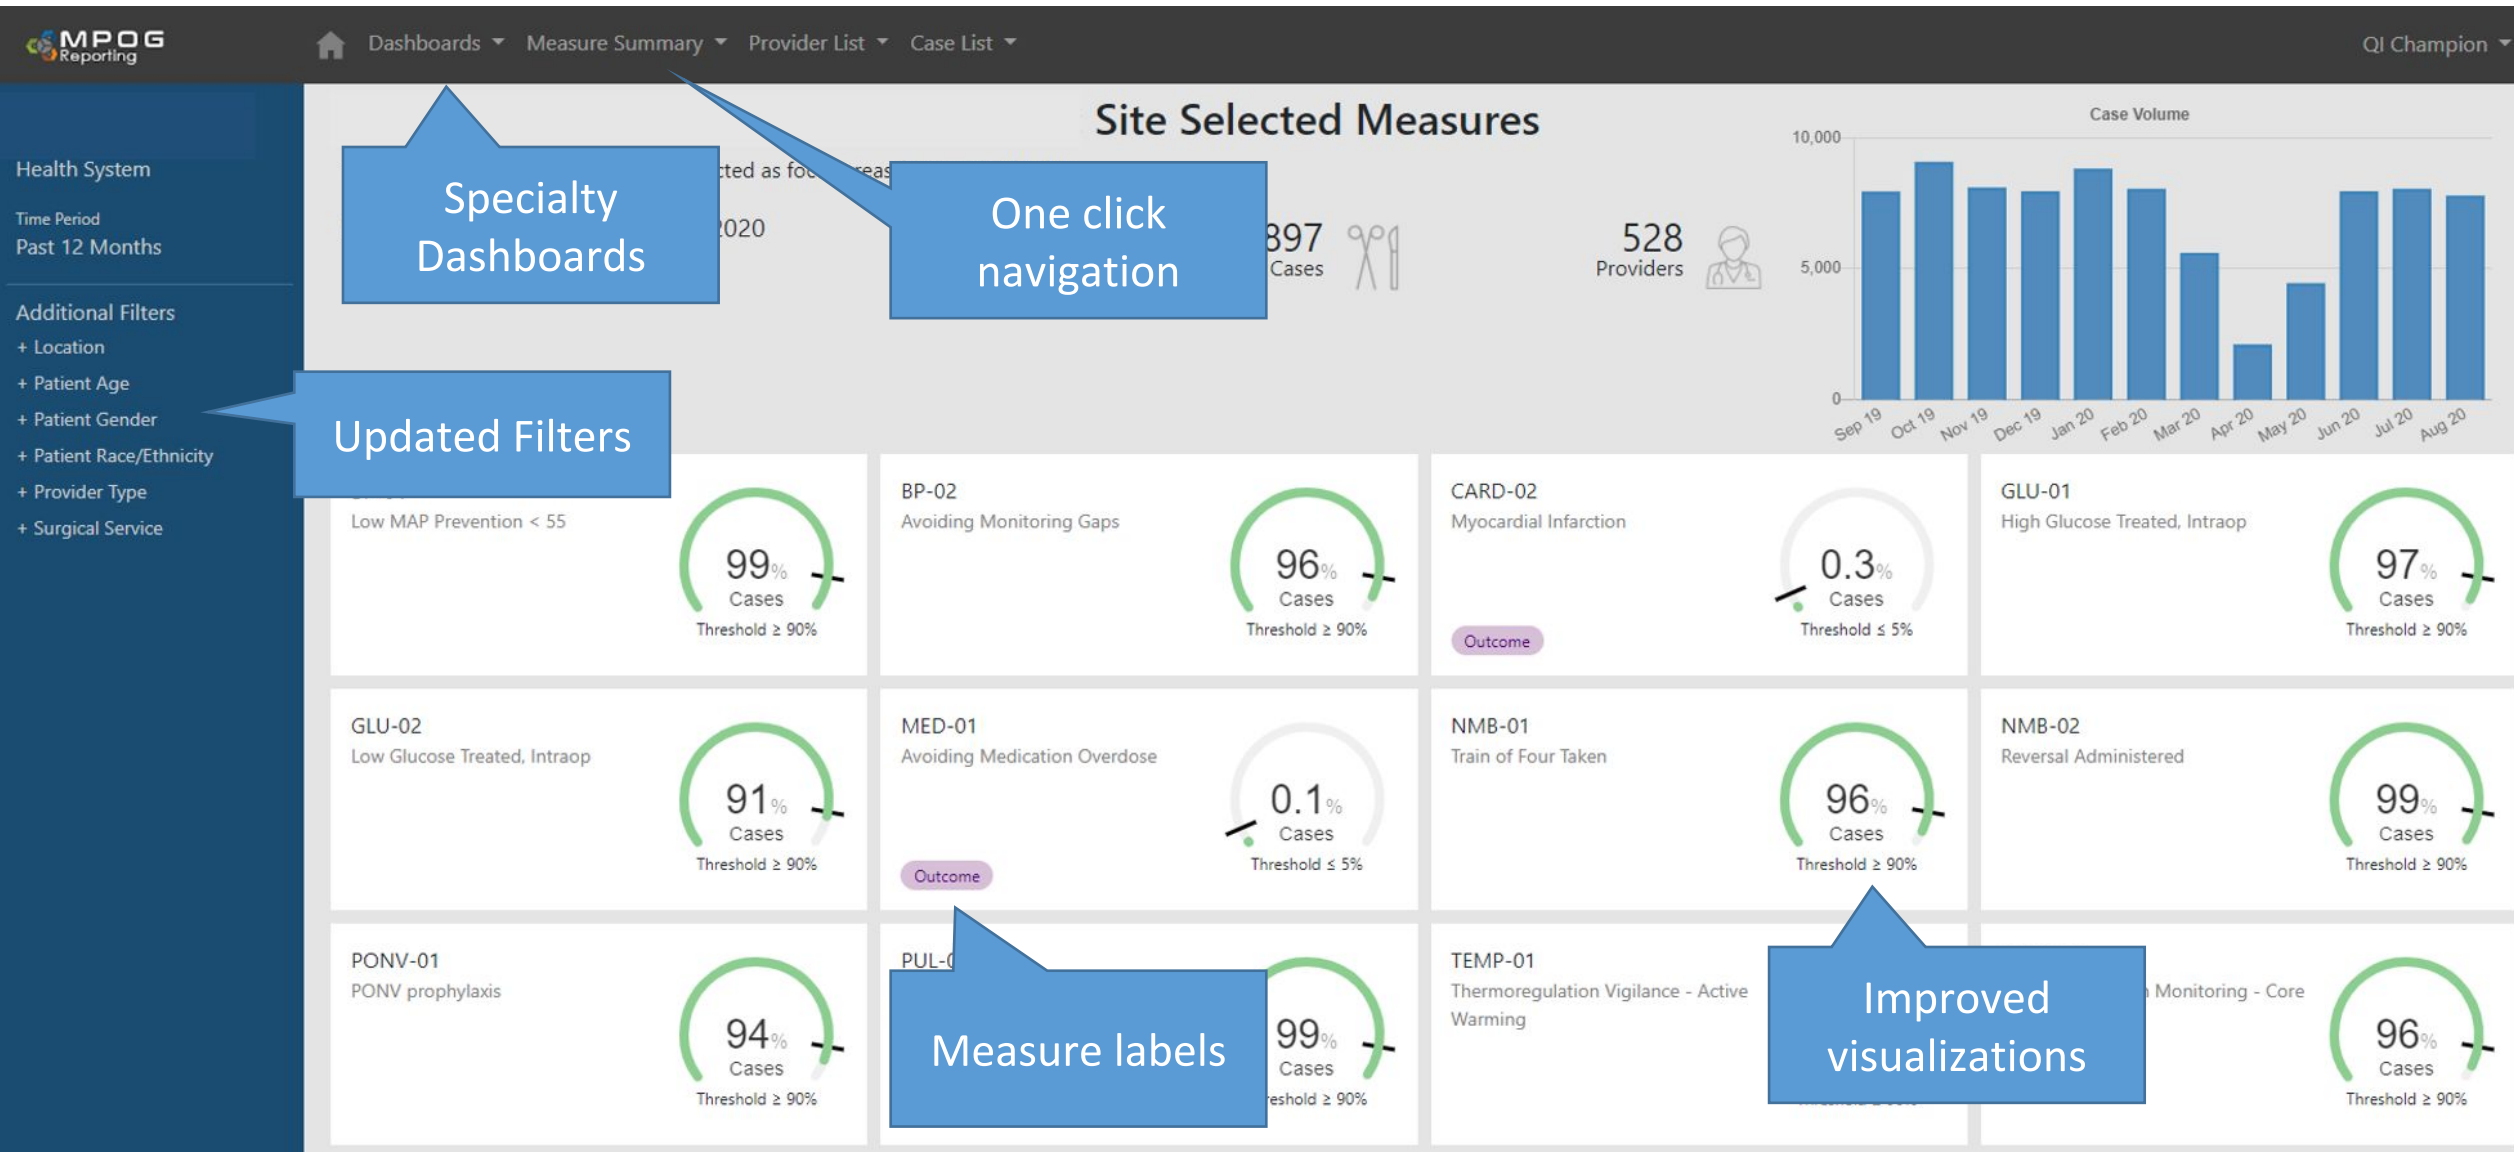 MPOG
Reporting
Dashboards
Measure Summary
Provider List
Case List
QI Champion
Health System
Time Period
Past 12 Months
Additional Filters
+ Location
+ Patient Age
+ Patient Gender
+ Patient Race/Ethnicity
+ Provider Type
+ Surgical Service
Site Selected Measures
as
2020
897
Cases
528
Providers
Specialty
Dashboards
One click
navigation
Updated Filters
Case Volume
10,000
5,000
0
Sep 19
Oct 19
Nov 19
Dec 19
Jan 20
Feb 20
Mar 20
Apr 20
May 20
Jun 20
Jul 20
Aug 20
Low MAP Prevention < 55
99%
Cases
Threshold ≥ 90%
BP-02
Avoiding Monitoring Gaps
96%
Cases
Threshold ≥ 90%
CARD-02
Myocardial Infarction
0.3%
Cases
Threshold ≤ 5%
Outcome
GLU-01
High Glucose Treated, Intraop
97%
Cases
Threshold ≥ 90%
GLU-02
Low Glucose Treated, Intraop
91%
Cases
Threshold ≥ 90%
MED-01
Avoiding Medication Overdose
0.1%
Cases
Threshold ≤ 5%
Outcome
NMB-01
Train of Four Taken
96%
Cases
Threshold ≥ 90%
NMB-02
Reversal Administered
99%
Cases
Threshold ≥ 90%
PONV-01
PONV prophylaxis
94%
Cases
Threshold ≥ 90%
Measure labels
99%
Cases
≥ 90%
TEMP-01
Thermoregulation Vigilance - Active
Warming
Improved
visualizations
Monitoring - Core
96%
Cases
Threshold ≥ 90%